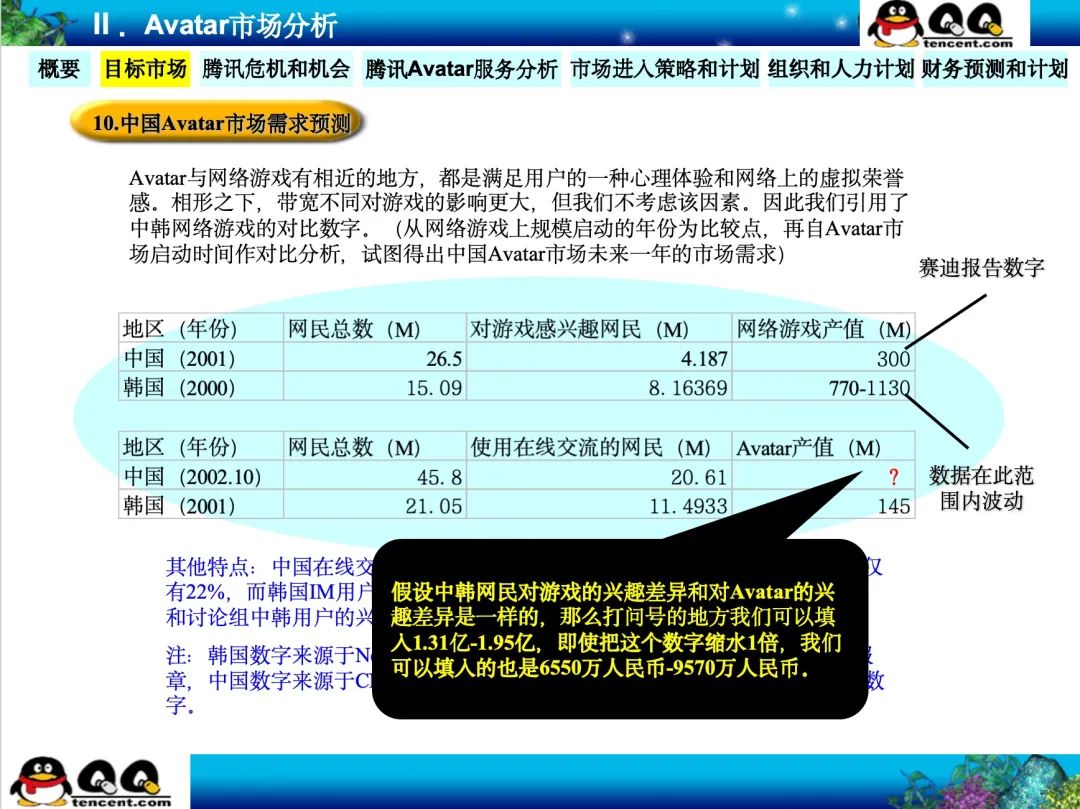 II．Avatar市场分析
QQ
tencent.com
概要 目标市场 腾讯危机和机会 腾讯Avatar服务分析 市场进入策略和计划 组织和人力计划 财务预测和计划
10.中国Avatar市场需求预测
Avatar与网络游戏有相近的地方，都是满足用户的一种心理体验和网络上的虚拟荣誉
感。相形之下，带宽不同对游戏的影响更大，但我们不考虑该因素。因此我们引用了
中韩网络游戏的对比数字。（从网络游戏上规模启动的年份为比较点，再自Avatar市
场启动时间作对比分析，试图得出中国Avatar市场未来一年的市场需求）
赛迪报告数字
地区（年份） 网民总数（M） 对游戏感兴趣网民（M） 网络游戏产值（M）
中国（2001） 26.5 4.187 300
韩国（2000） 15.09 8.16369 770-1130
地区（年份） 网民总数（M） 使用在线交流的网民（M） Avatar产值（M）
中国（2002.10） 45.8 20.61 ？
韩国（2001） 21.05 11.4933 145
数据在此范
围内波动
其他特点：中国在线交 仅
有22%，而韩国IM用户
和讨论组中韩用户的兴
注：韩国数字来源于N
章，中国数字来源于C 数
字。
假设中韩网民对游戏的兴趣差异和对Avatar的兴
趣差异是一样的，那么打问号的地方我们可以填
入1.31亿-1.95亿，即使把这个数字缩水1倍，我们
可以填入的也是6550万人民币-9570万人民币。
QQ
tencent.com